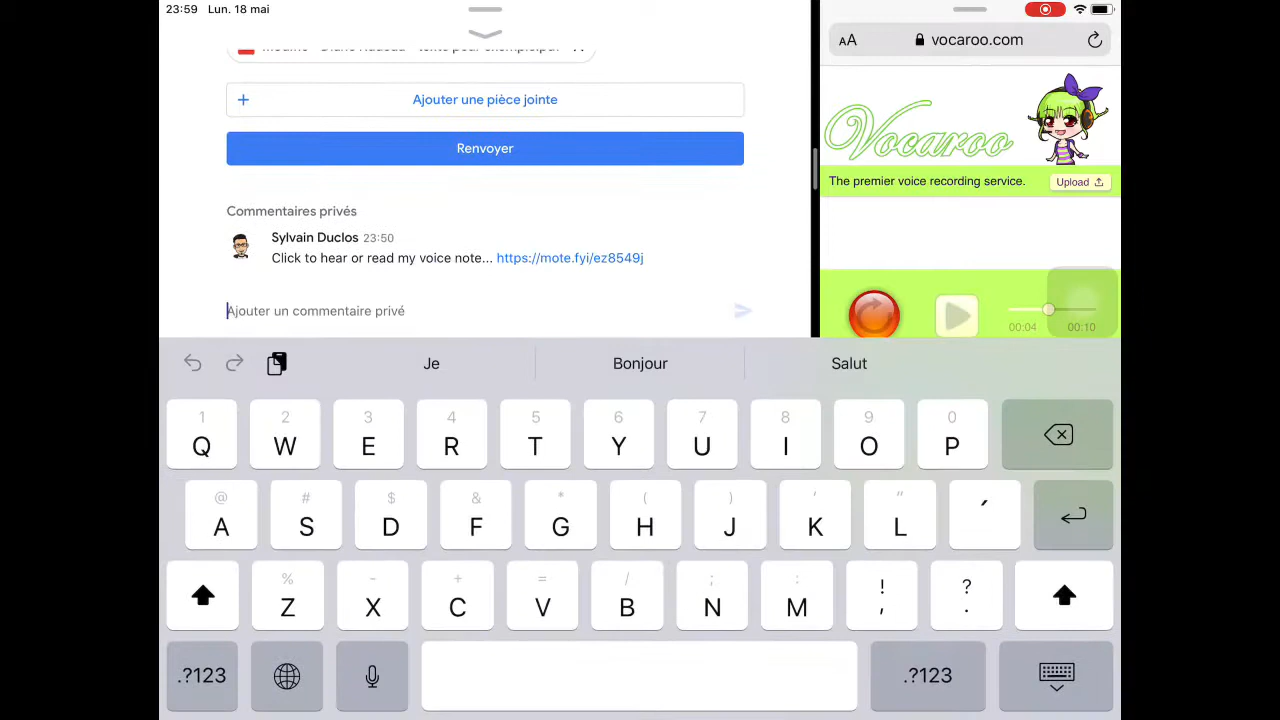 23:59 Lun. 18 mai
Ajouter une pièce jointe
Renvoyer
Commentaires privés
Sylvain Duclos 23:50
Click to hear or read my voice note... https://mote.fyi/ez8549j
Ajouter un commentaire privé
AA vocaroo.com
Vocaroo
The premier voice recording service.
Upload
00:04 00:10
Je Bonjour Salut
1 2 3 4 5 6 7 8 9 0
Q W E R T Y U I O P
@ # $ & * ( ) ' "
A S D F G H J K L ´
% - + = / ; : ! ?
Z X C V B N M , .
.?123 .?123